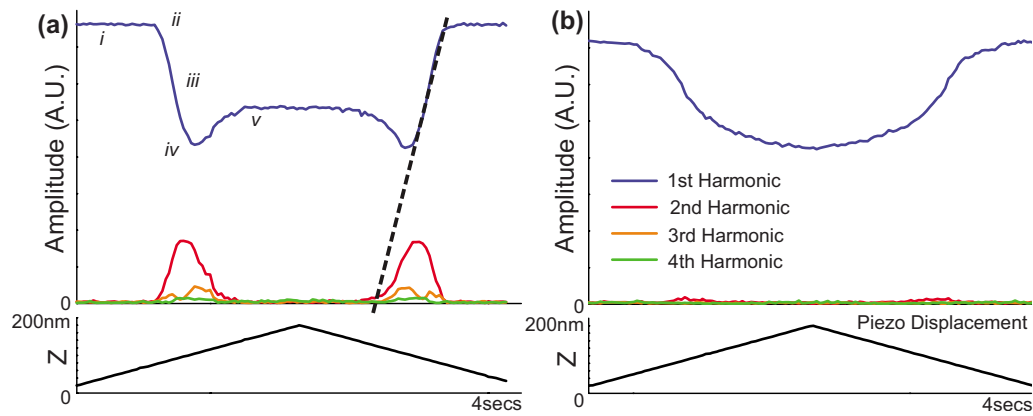 (a)
i
ii
iii
iv
v
Amplitude (A.U.)
0
200nm
Z
0
4secs
(b)
Amplitude (A.U.)
1st Harmonic
2nd Harmonic
3rd Harmonic
4th Harmonic
0
200nm
Piezo Displacement
Z
0
4secs